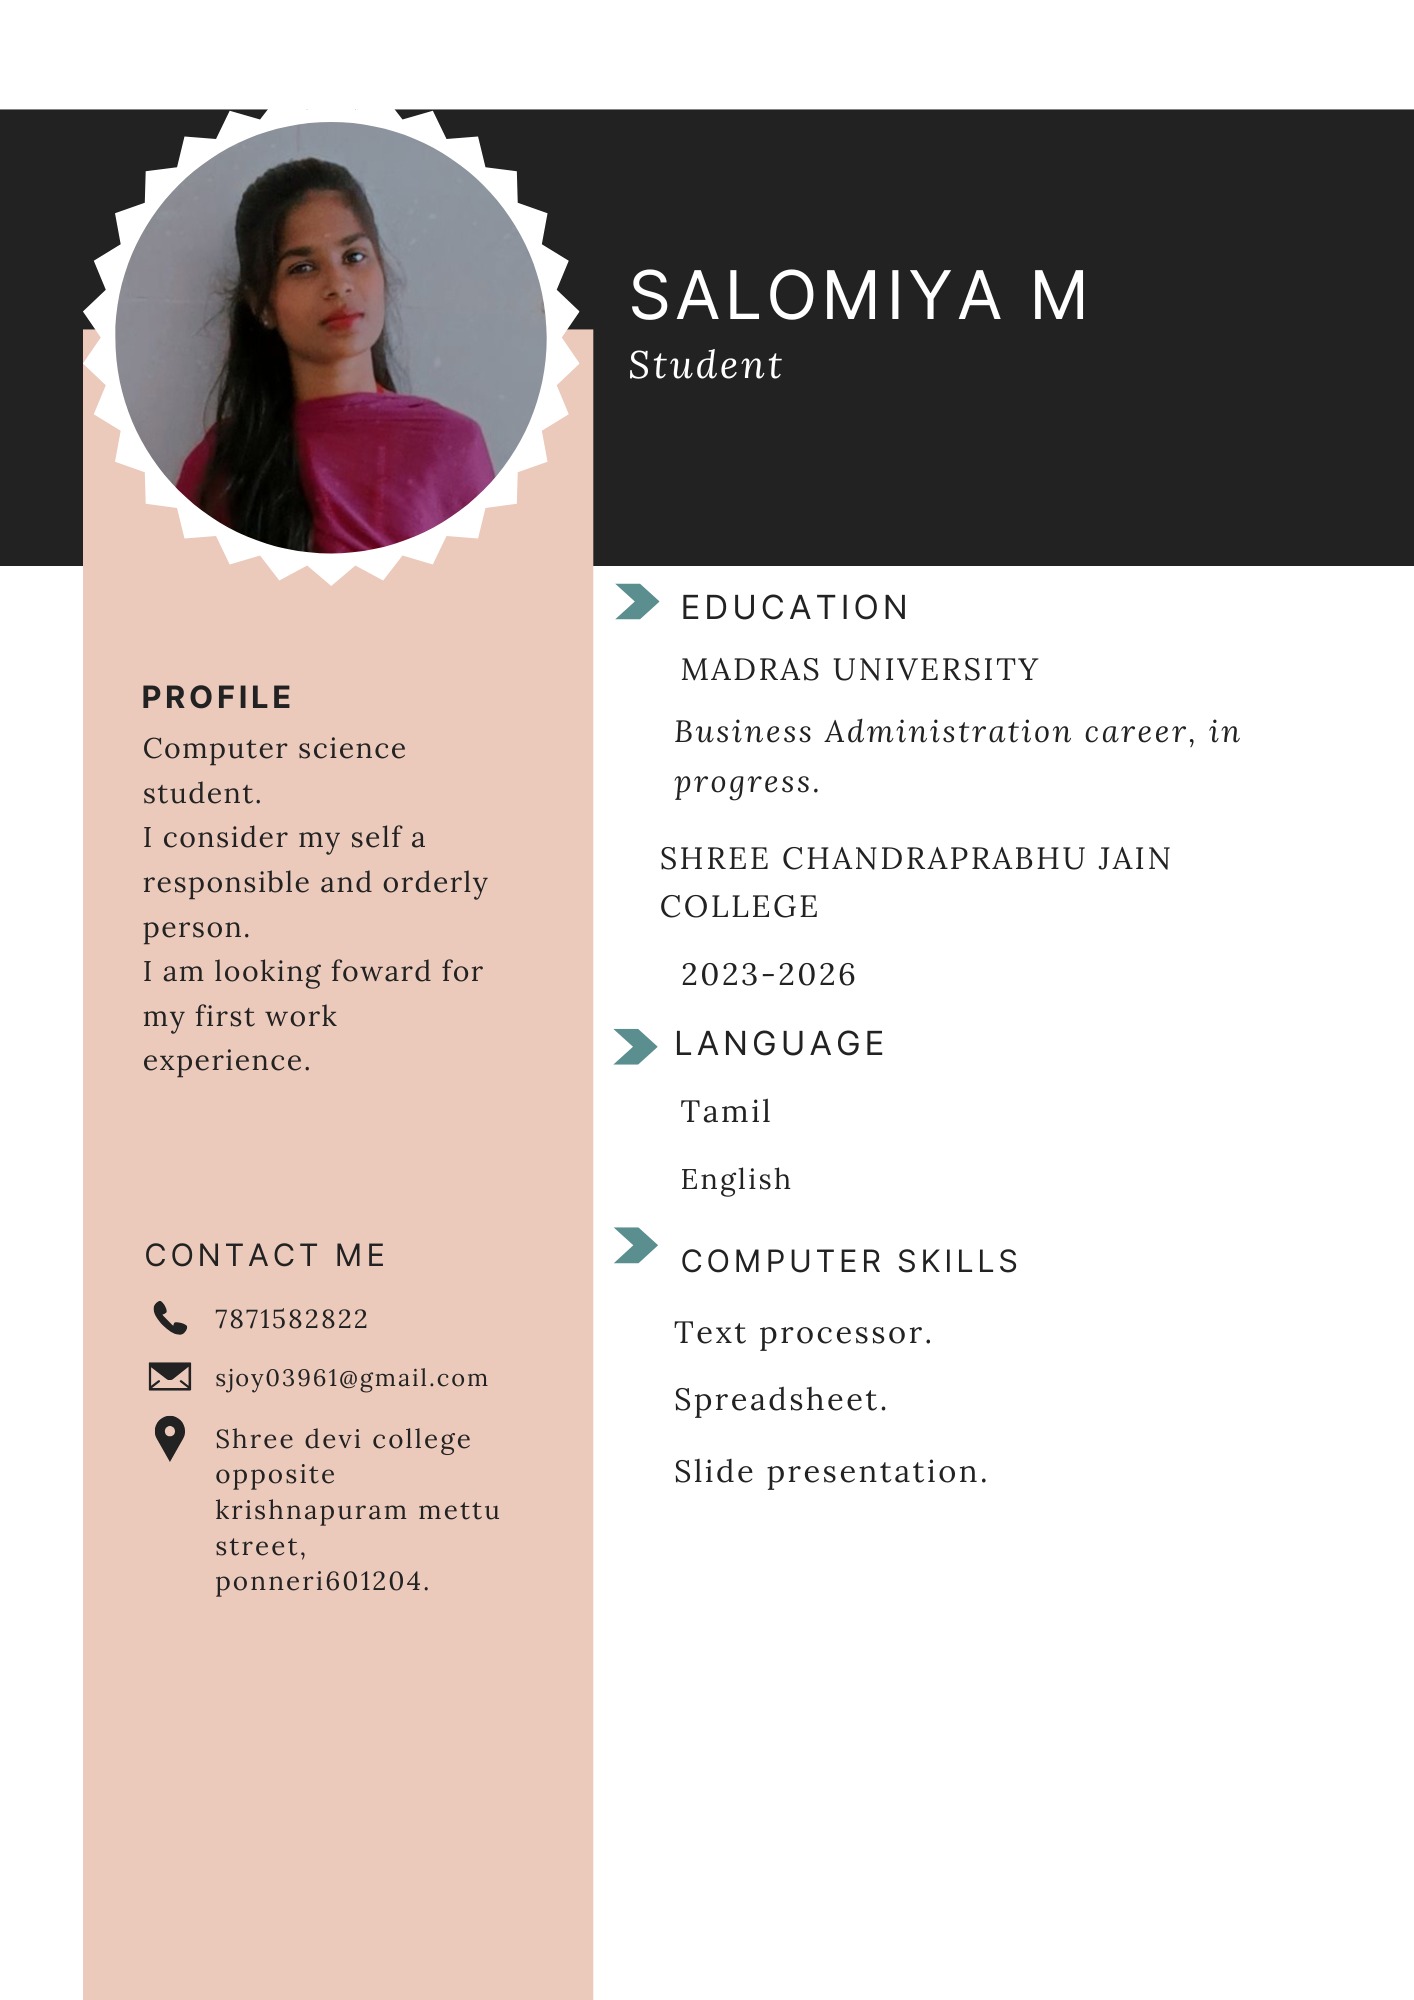 SALOMIYA M
Student
PROFILE
Computer science
student.
I consider my self a
responsible and orderly
person.
I am looking foward for
my first work
experience.
CONTACT ME
7871582822
sjoy03961@gmail.com
Shree devi college
opposite
krishnapuram mettu
street,
ponneri601204.
EDUCATION
MADRAS UNIVERSITY
Business Administration career, in
progress.
SHREE CHANDRAPRABHU JAIN
COLLEGE
2023-2026
LANGUAGE
Tamil
English
COMPUTER SKILLS
Text processor.
Spreadsheet.
Slide presentation.